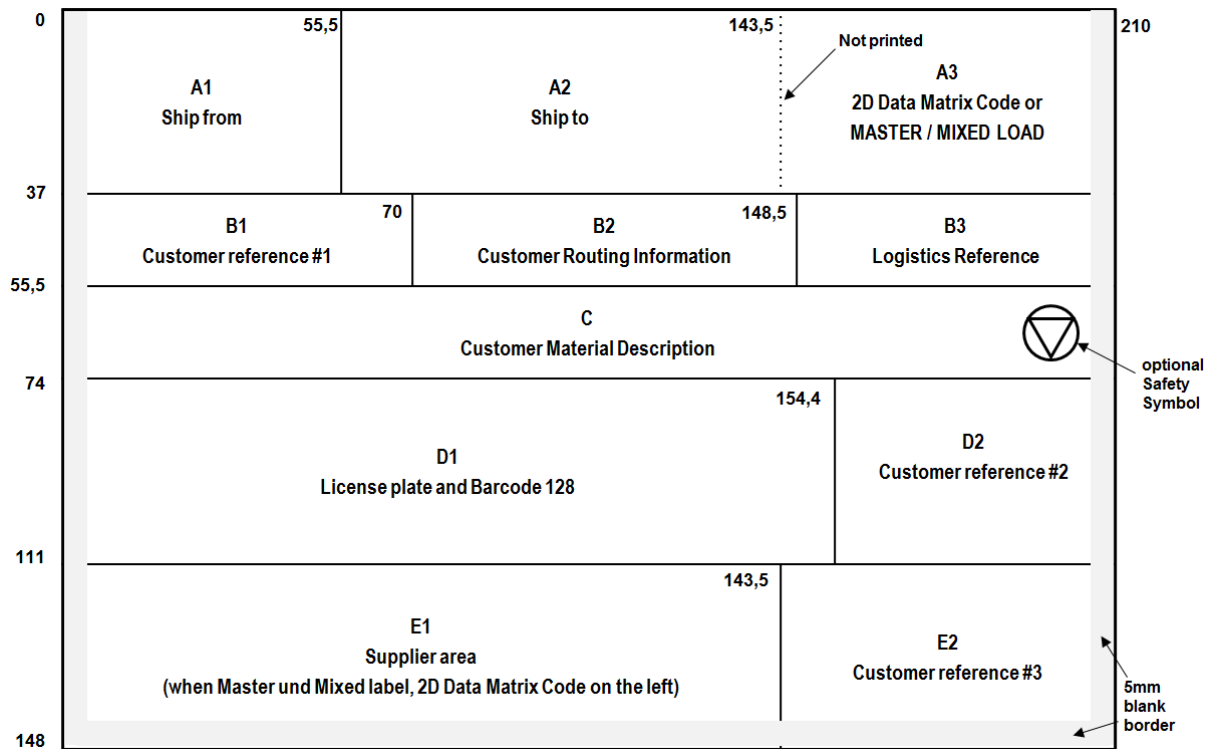 0
55,5
143,5
210
Not printed
A1
Ship from
A2
Ship to
A3
2D Data Matrix Code or
MASTER / MIXED LOAD
37
70
148,5
B1
Customer reference #1
B2
Customer Routing Information
B3
Logistics Reference
55,5
C
Customer Material Description
optional
Safety
Symbol
74
154,4
D1
License plate and Barcode 128
D2
Customer reference #2
111
143,5
E1
Supplier area
(when Master und Mixed label, 2D Data Matrix Code on the left)
E2
Customer reference #3
5mm
blank
border
148